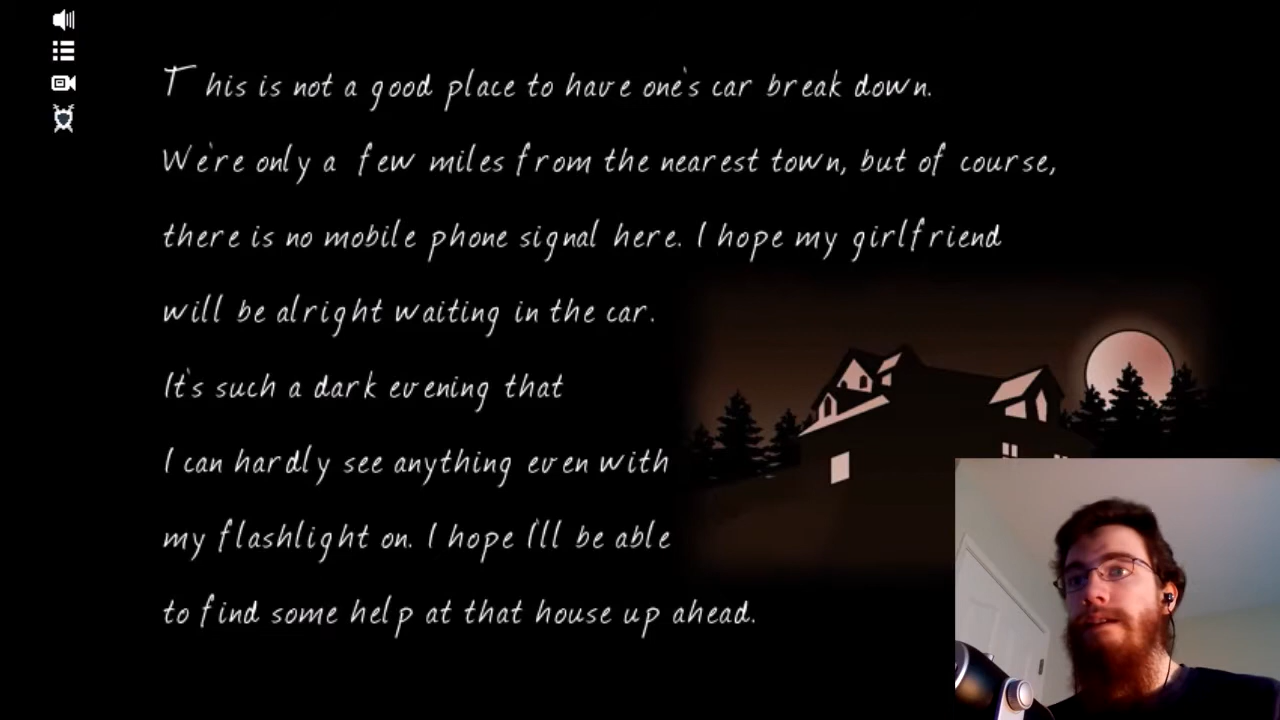 This is not a good place to have one's car break down.
We're only a few miles from the nearest town, but of course,
there is no mobile phone signal here. I hope my girlfriend
will be alright waiting in the car.
It's such a dark evening that
I can hardly see anything even with
my flashlight on. I hope I'll be able
to find some help at that house up ahead.